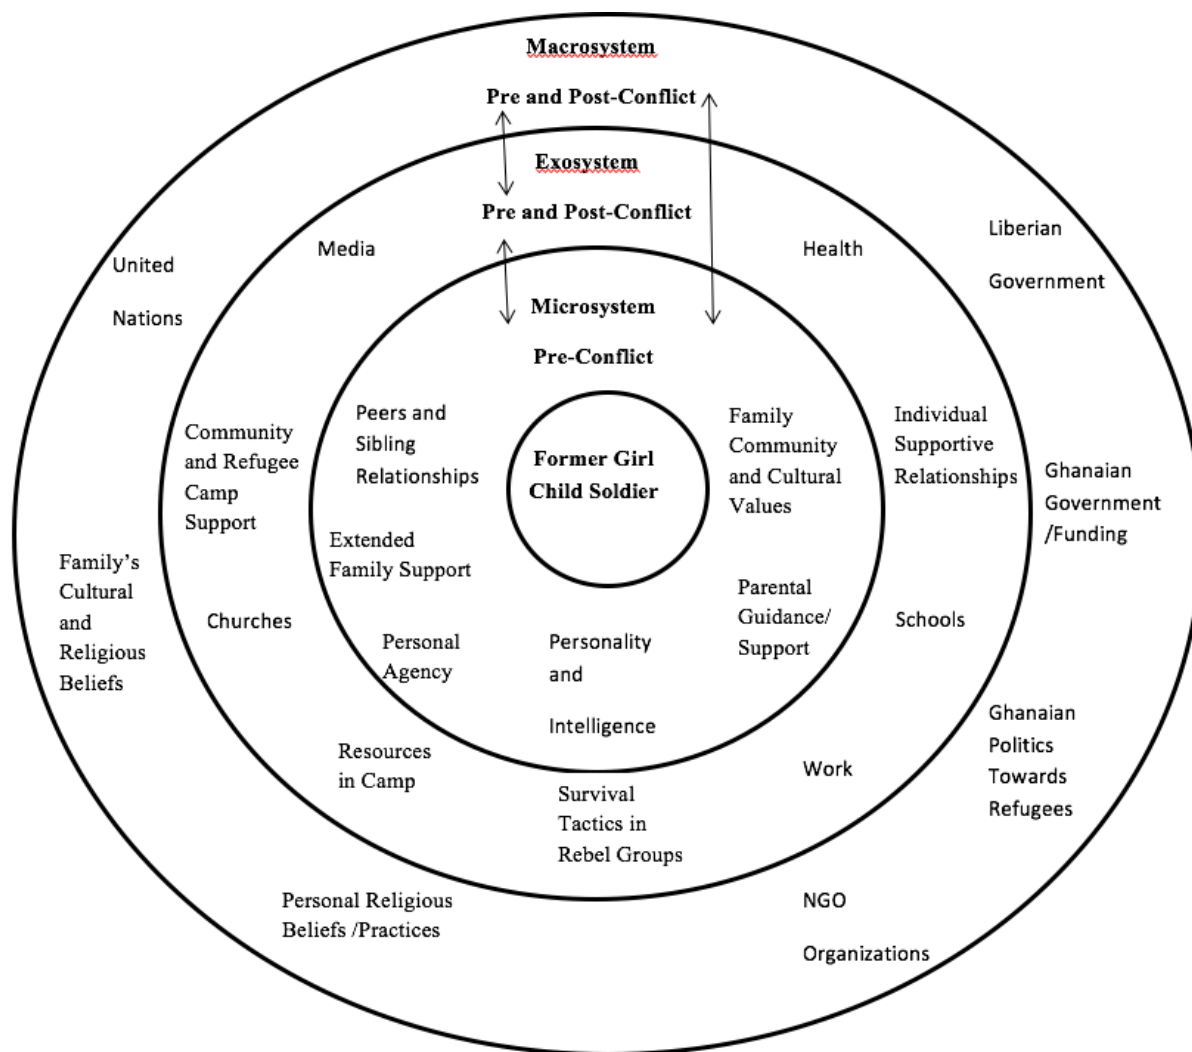 Macrosystem
Pre and Post-Conflict
Exosystem
Pre and Post-Conflict
Media
Health
Liberian
Government
United
Nations
Microsystem
Pre-Conflict
Peers and
Sibling
Relationships
Former Girl
Child Soldier
Family
Community
and Cultural
Values
Individual
Supportive
Relationships
Community
and Refugee
Camp
Support
Ghanaian
Government
/Funding
Extended
Family Support
Family's
Cultural
and
Religious
Beliefs
Churches
Personal
Agency
Personality
and
Intelligence
Parental
Guidance/
Support
Schools
Ghanaian
Politics
Towards
Refugees
Resources
in Camp
Survival
Tactics in
Rebel Groups
Work
Personal Religious
Beliefs /Practices
NGO
Organizations